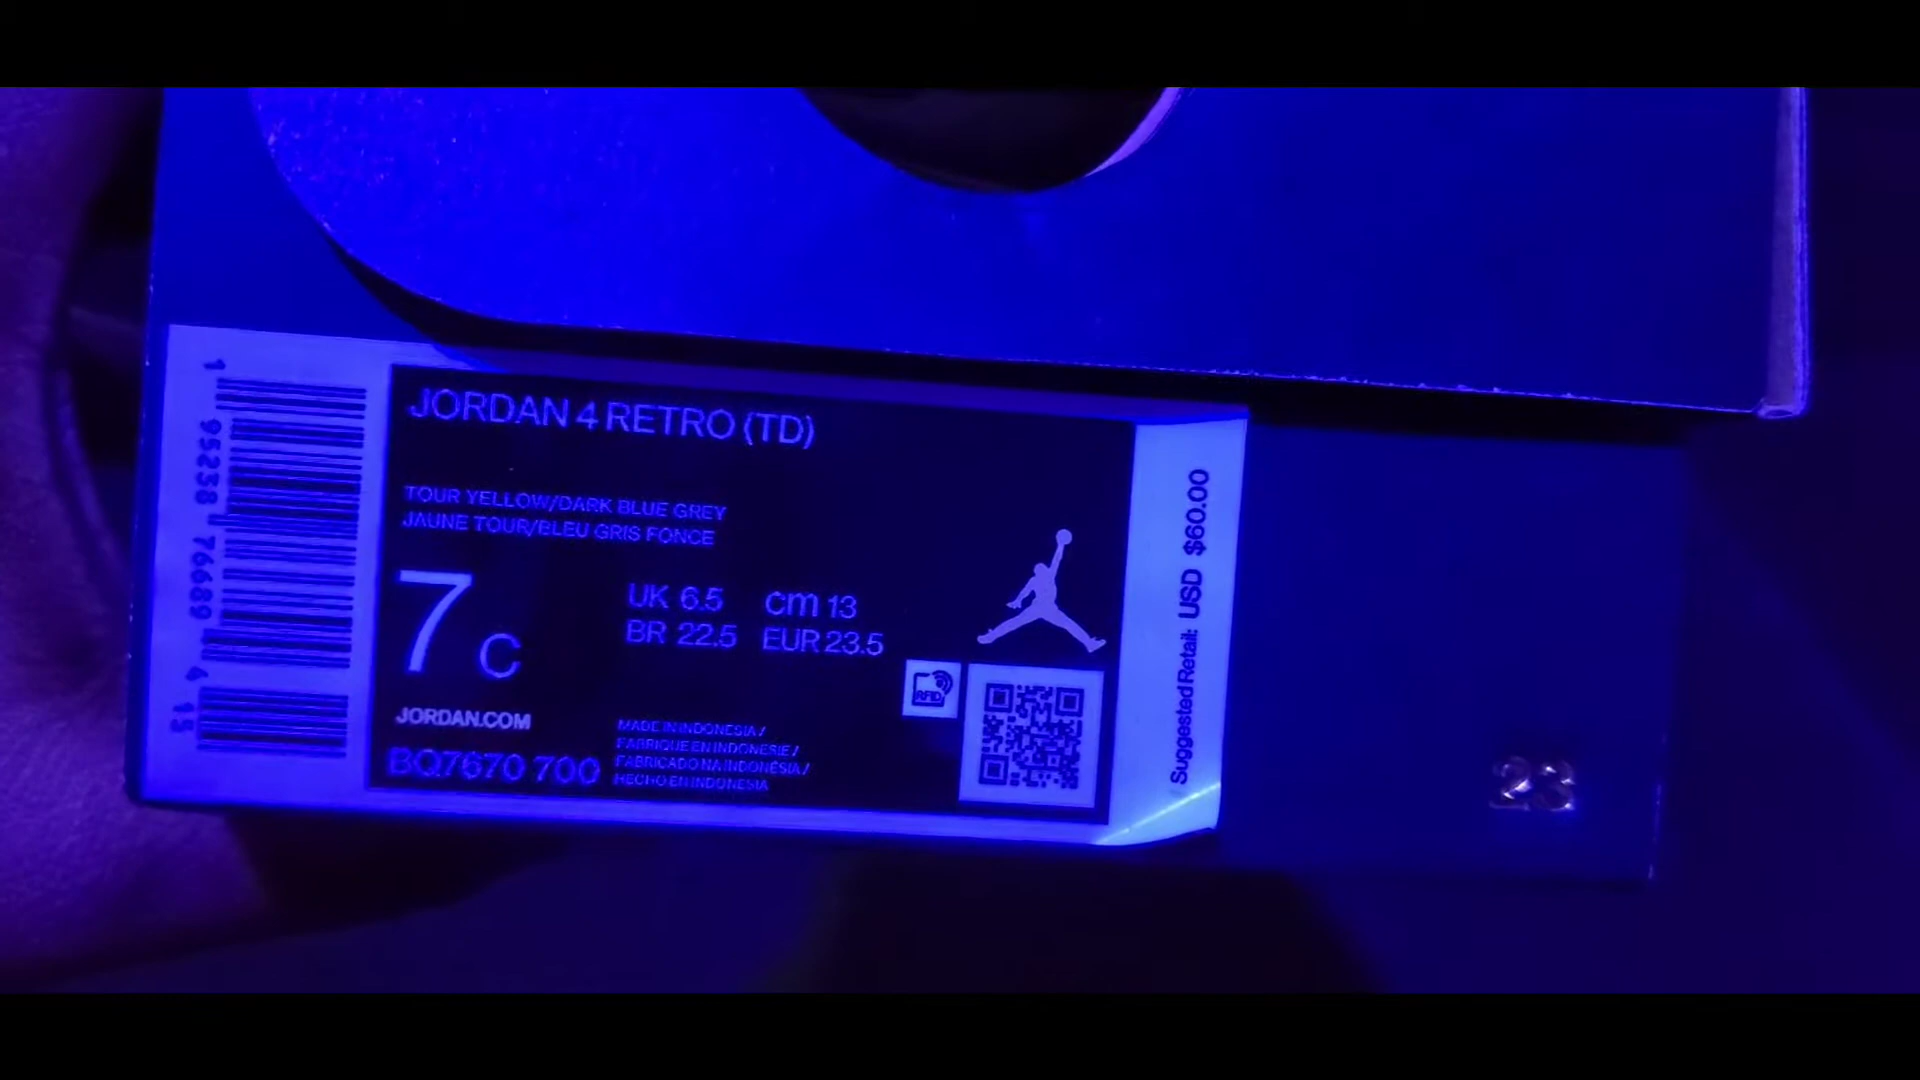 JORDAN 4 RETRO (TD)
TOUR YELLOW/DARK BLUE GREY
JAUNE TOUR/BLEU GRIS FONCE
7 C
UK 6.5 cm 13
BR 22.5 EUR 23.5
JORDAN.COM
BQ7670 700
MADE IN INDONESIA /
FABRIQUE EN INDONESIE /
FABRICADO NA INDONESIA /
HECHO EN INDONESIA
RFID
Suggested Retail: USD $60.00
1 95238 76689 4 15
23